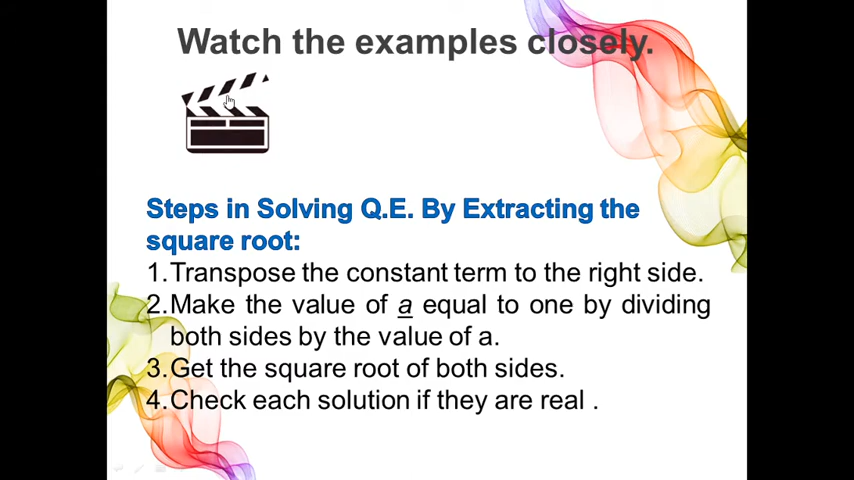 Watch the examples closely.
Steps in Solving Q.E. By Extracting the
square root:
1.Transpose the constant term to the right side.
2.Make the value of a equal to one by dividing
both sides by the value of a.
3.Get the square root of both sides.
4.Check each solution if they are real .